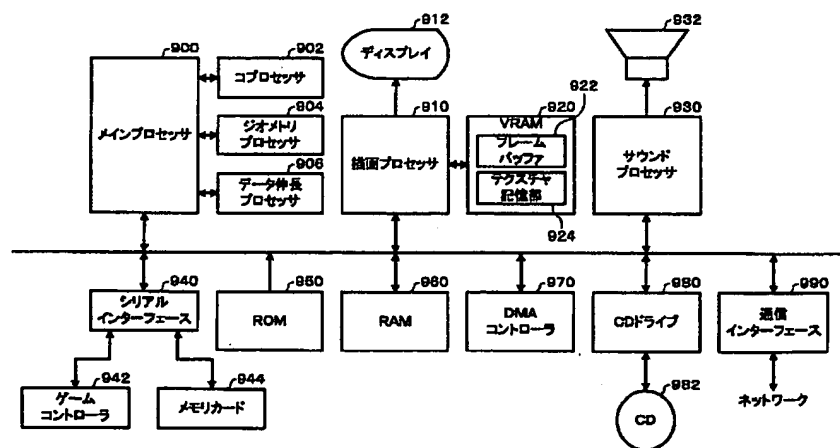 900
メインプロセッサ
902
コプロセッサ
904
ジオメトリ
プロセッサ
906
データ伸長
プロセッサ
912
ディスプレイ
910
描画プロセッサ
920
922
VRAM
フレーム
バッファ
テクスチャ
記憶部
924
932
930
サウンド
プロセッサ
940
シリアル
インターフェース
942
ゲーム
コントローラ
944
メモリカード
950
ROM
960
RAM
970
DMA
コントローラ
980
CDドライブ
982
CD
990
通信
インターフェース
ネットワーク